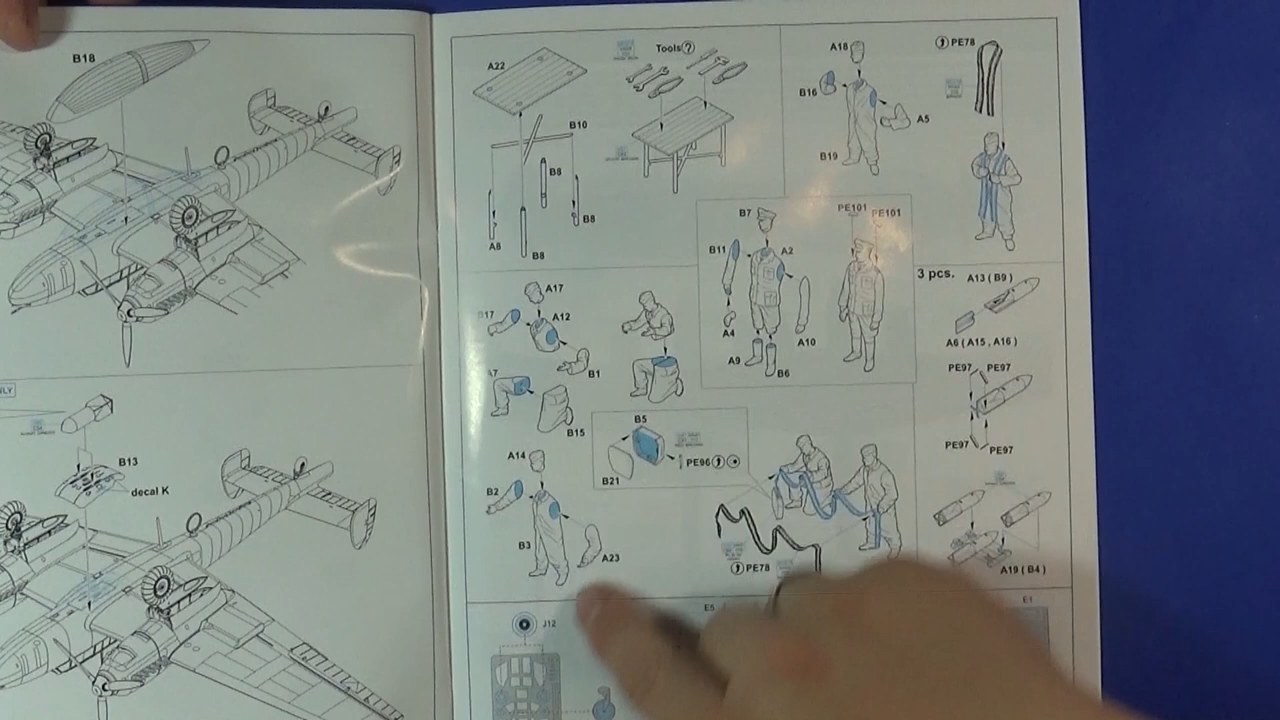 B18
NLY
B13
decal K
A22
B10
B8
B8
A8
B8
Tools?
A18
B16
A5
B19
PE78
B7
B11
A2
A4
A10
A9
B6
PE101
PE101
A17
A12
B1
B15
3 pcs.
A13 ( B9 )
A6 ( A15 , A16 )
PE97
PE97
PE97
PE97
A19 ( B4 )
B5
B21
PE96
A14
B2
B3
A23
PE78
J12
E5
E1